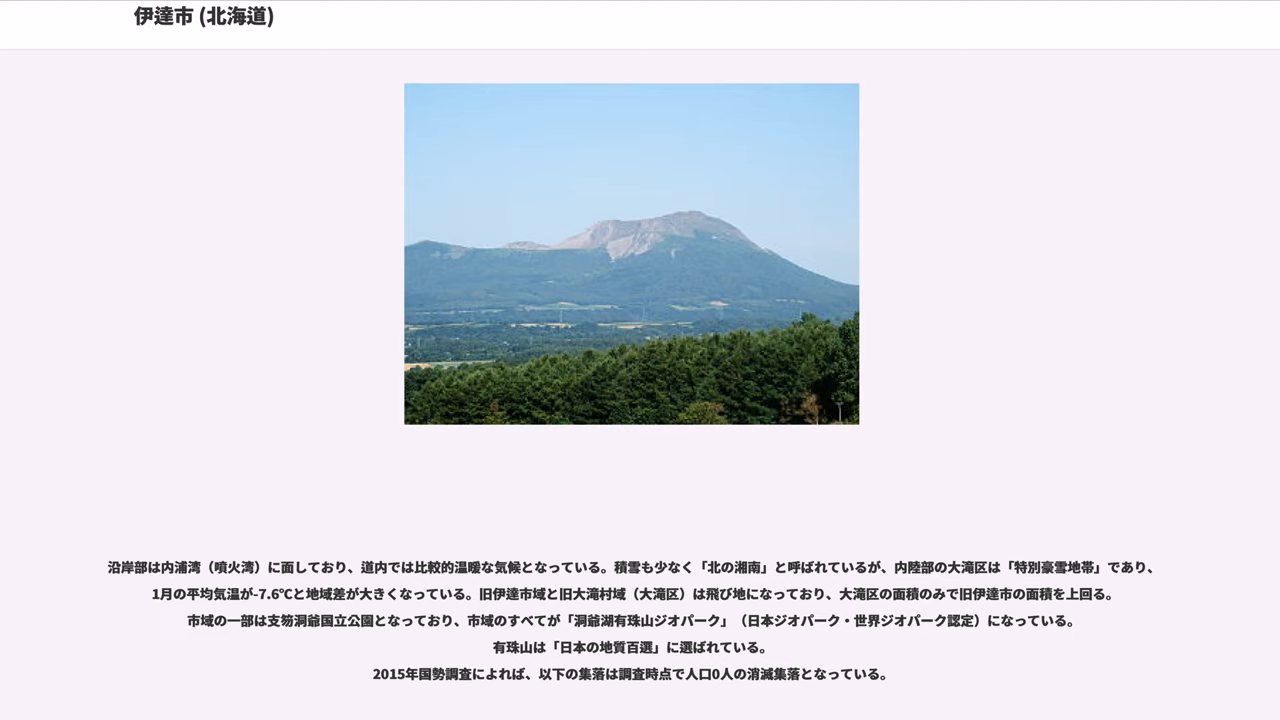 伊達市 (北海道)
沿岸部は内浦湾（噴火湾）に面しており、道内では比較的温暖な気候となっている。積雪も少なく「北の湘南」と呼ばれているが、内陸部の大滝区は「特別豪雪地帯」であり、
1月の平均気温が-7.6℃と地域差が大きくなっている。旧伊達市域と旧大滝村域（大滝区）は飛び地になっており、大滝区の面積のみで旧伊達市の面積を上回る。
市域の一部は支笏洞爺国立公園となっており、市域のすべてが「洞爺湖有珠山ジオパーク」（日本ジオパーク・世界ジオパーク認定）になっている。
有珠山は「日本の地質百選」に選ばれている。
2015年国勢調査によれば、以下の集落は調査時点で人口0人の消滅集落となっている。